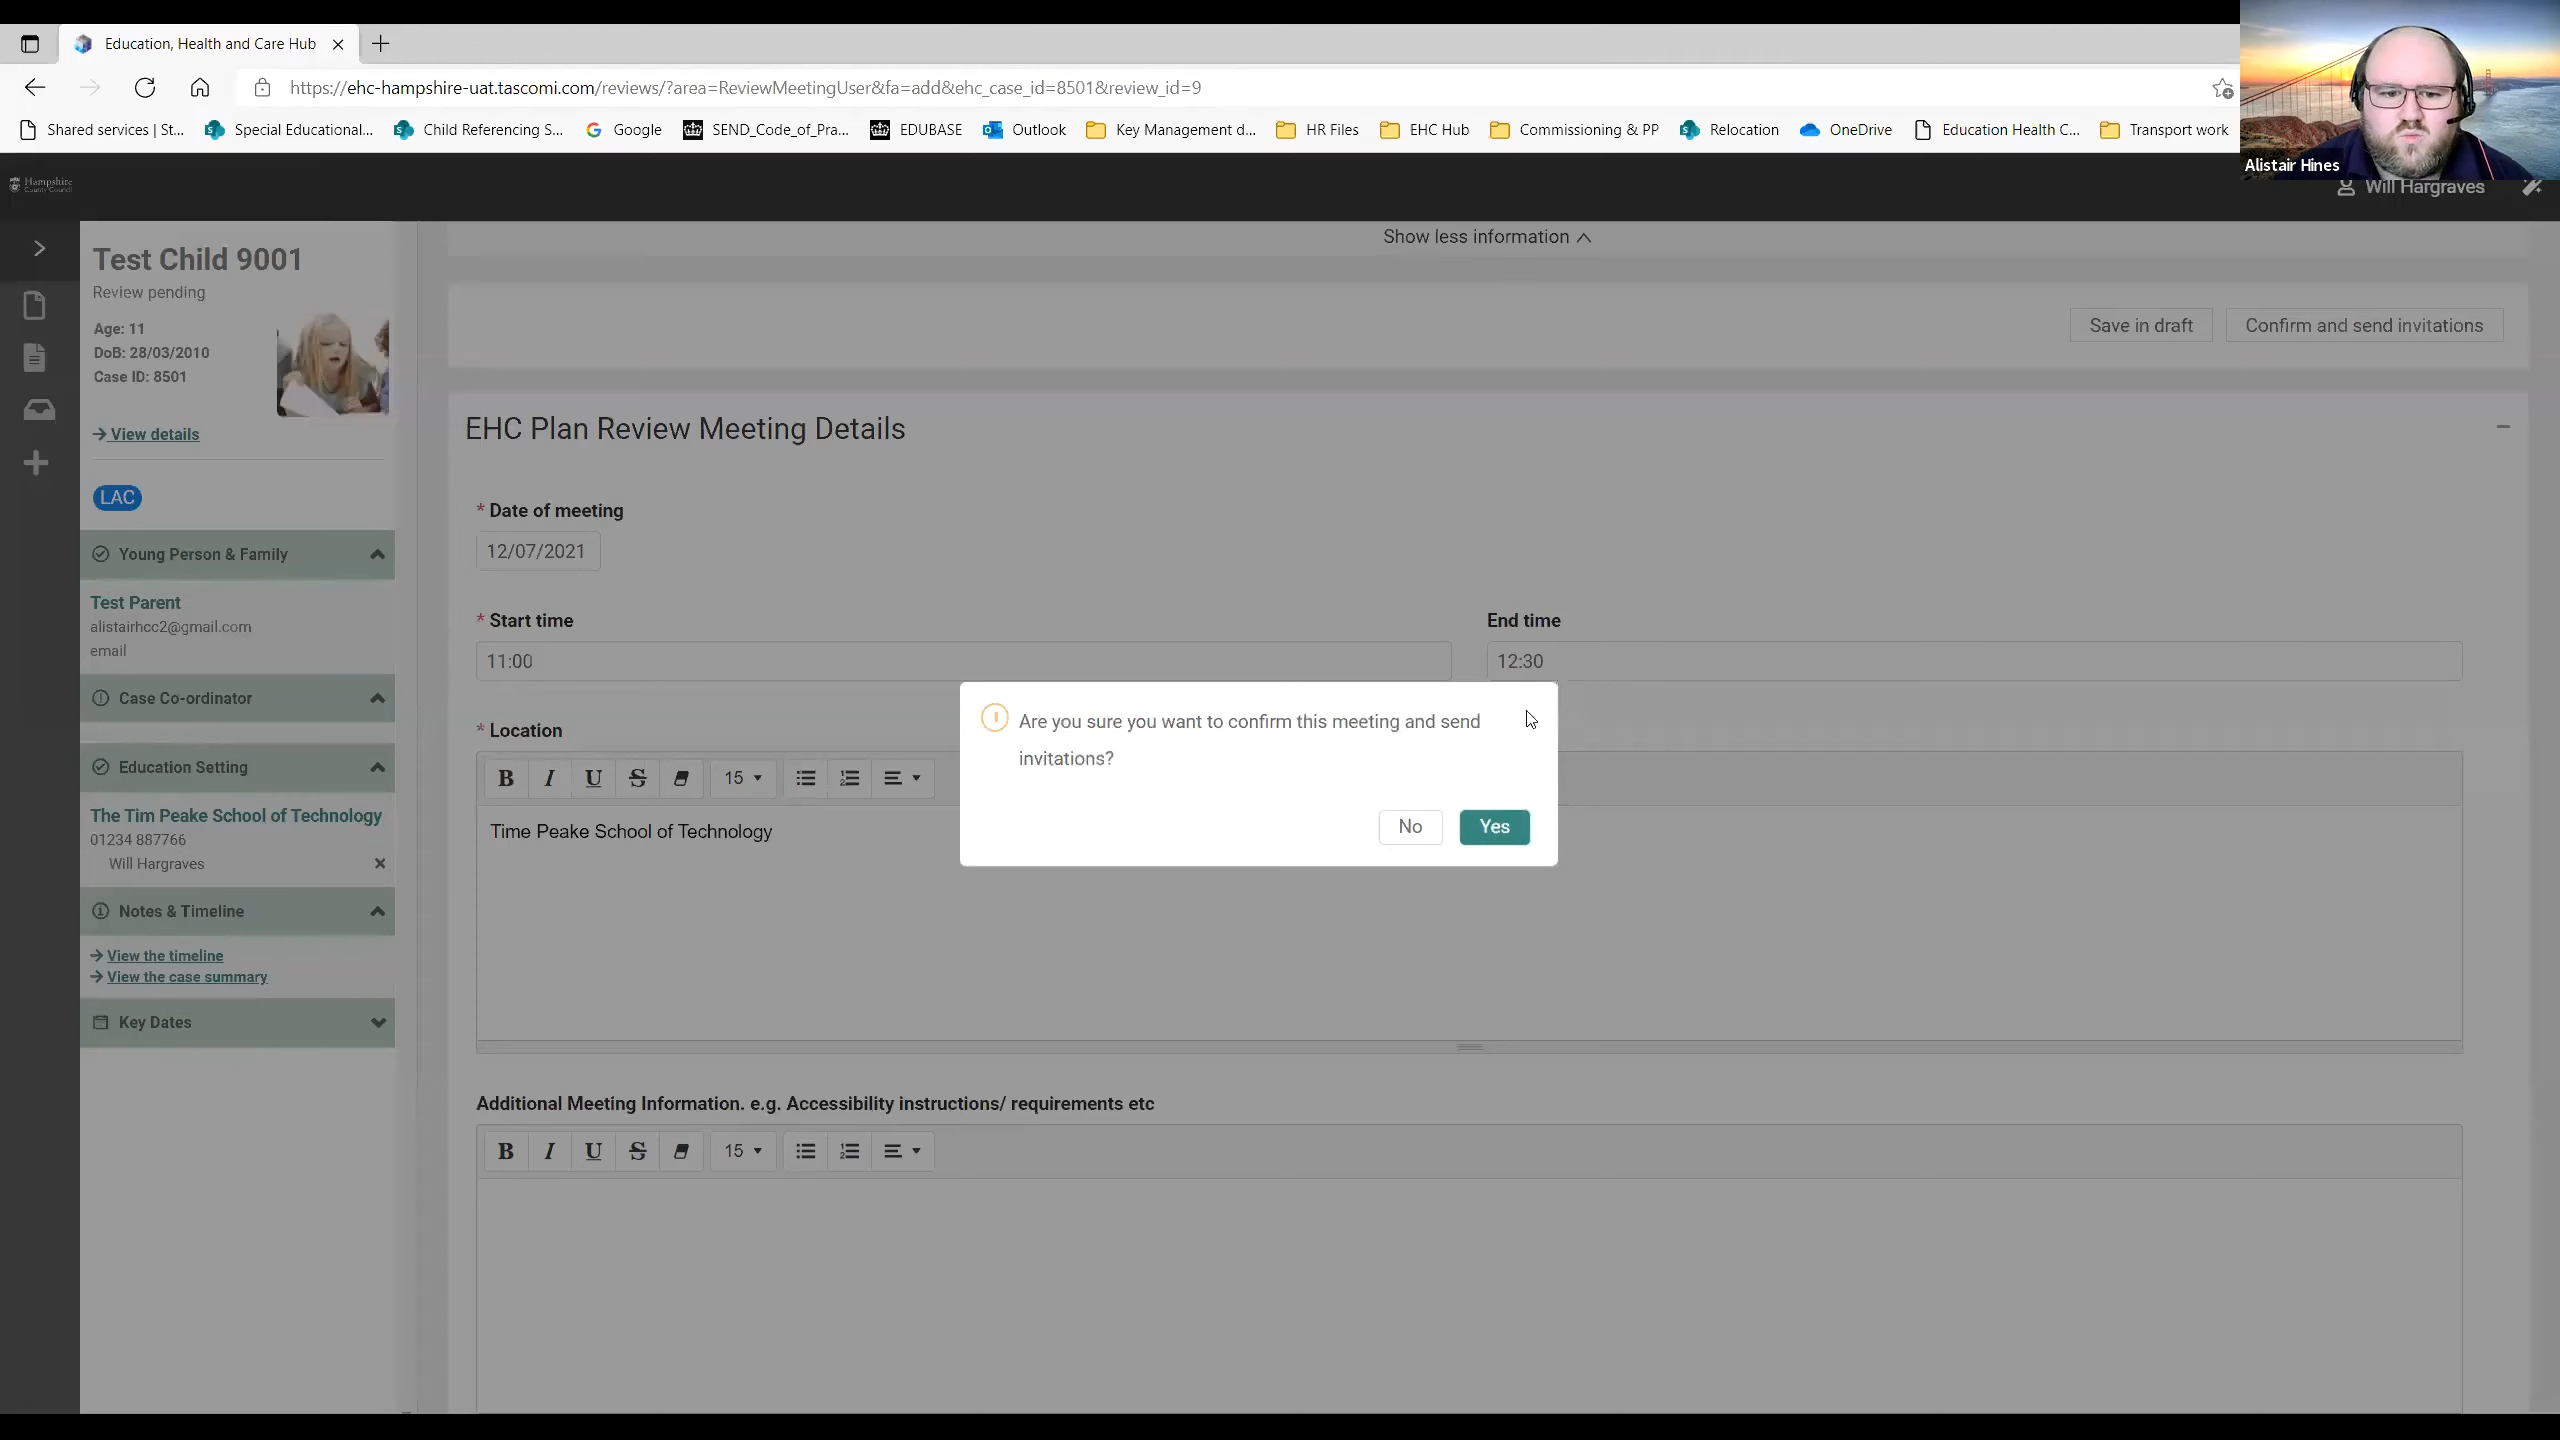 Education, Health and Care Hub
https://ehc-hampshire-uat.tascomi.com/reviews/?area=ReviewMeetingUser&fa=add&ehc_case_id=8501&review_id=9
Shared services | St... Special Educational... Child Referencing S... Google SEND_Code_of_Pra... EDUBASE Outlook Key Management d... HR Files EHC Hub Commissioning & PP Relocation OneDrive Education Health C... Transport work
Alistair Hines
Hampshire
County Council
Will Hargraves
Test Child 9001
Review pending
Age: 11
DoB: 28/03/2010
Case ID: 8501
View details
LAC
Young Person & Family
Test Parent
alistairhcc2@gmail.com
email
Case Co-ordinator
Education Setting
The Tim Peake School of Technology
01234 887766
Will Hargraves
Notes & Timeline
View the timeline
View the case summary
Key Dates
Show less information
Save in draft Confirm and send invitations
EHC Plan Review Meeting Details
* Date of meeting
12/07/2021
* Start time End time
11:00 12:30
* Location
B I U S 15
Time Peake School of Technology
Are you sure you want to confirm this meeting and send
invitations?
No Yes
Additional Meeting Information. e.g. Accessibility instructions/ requirements etc
B I U S 15